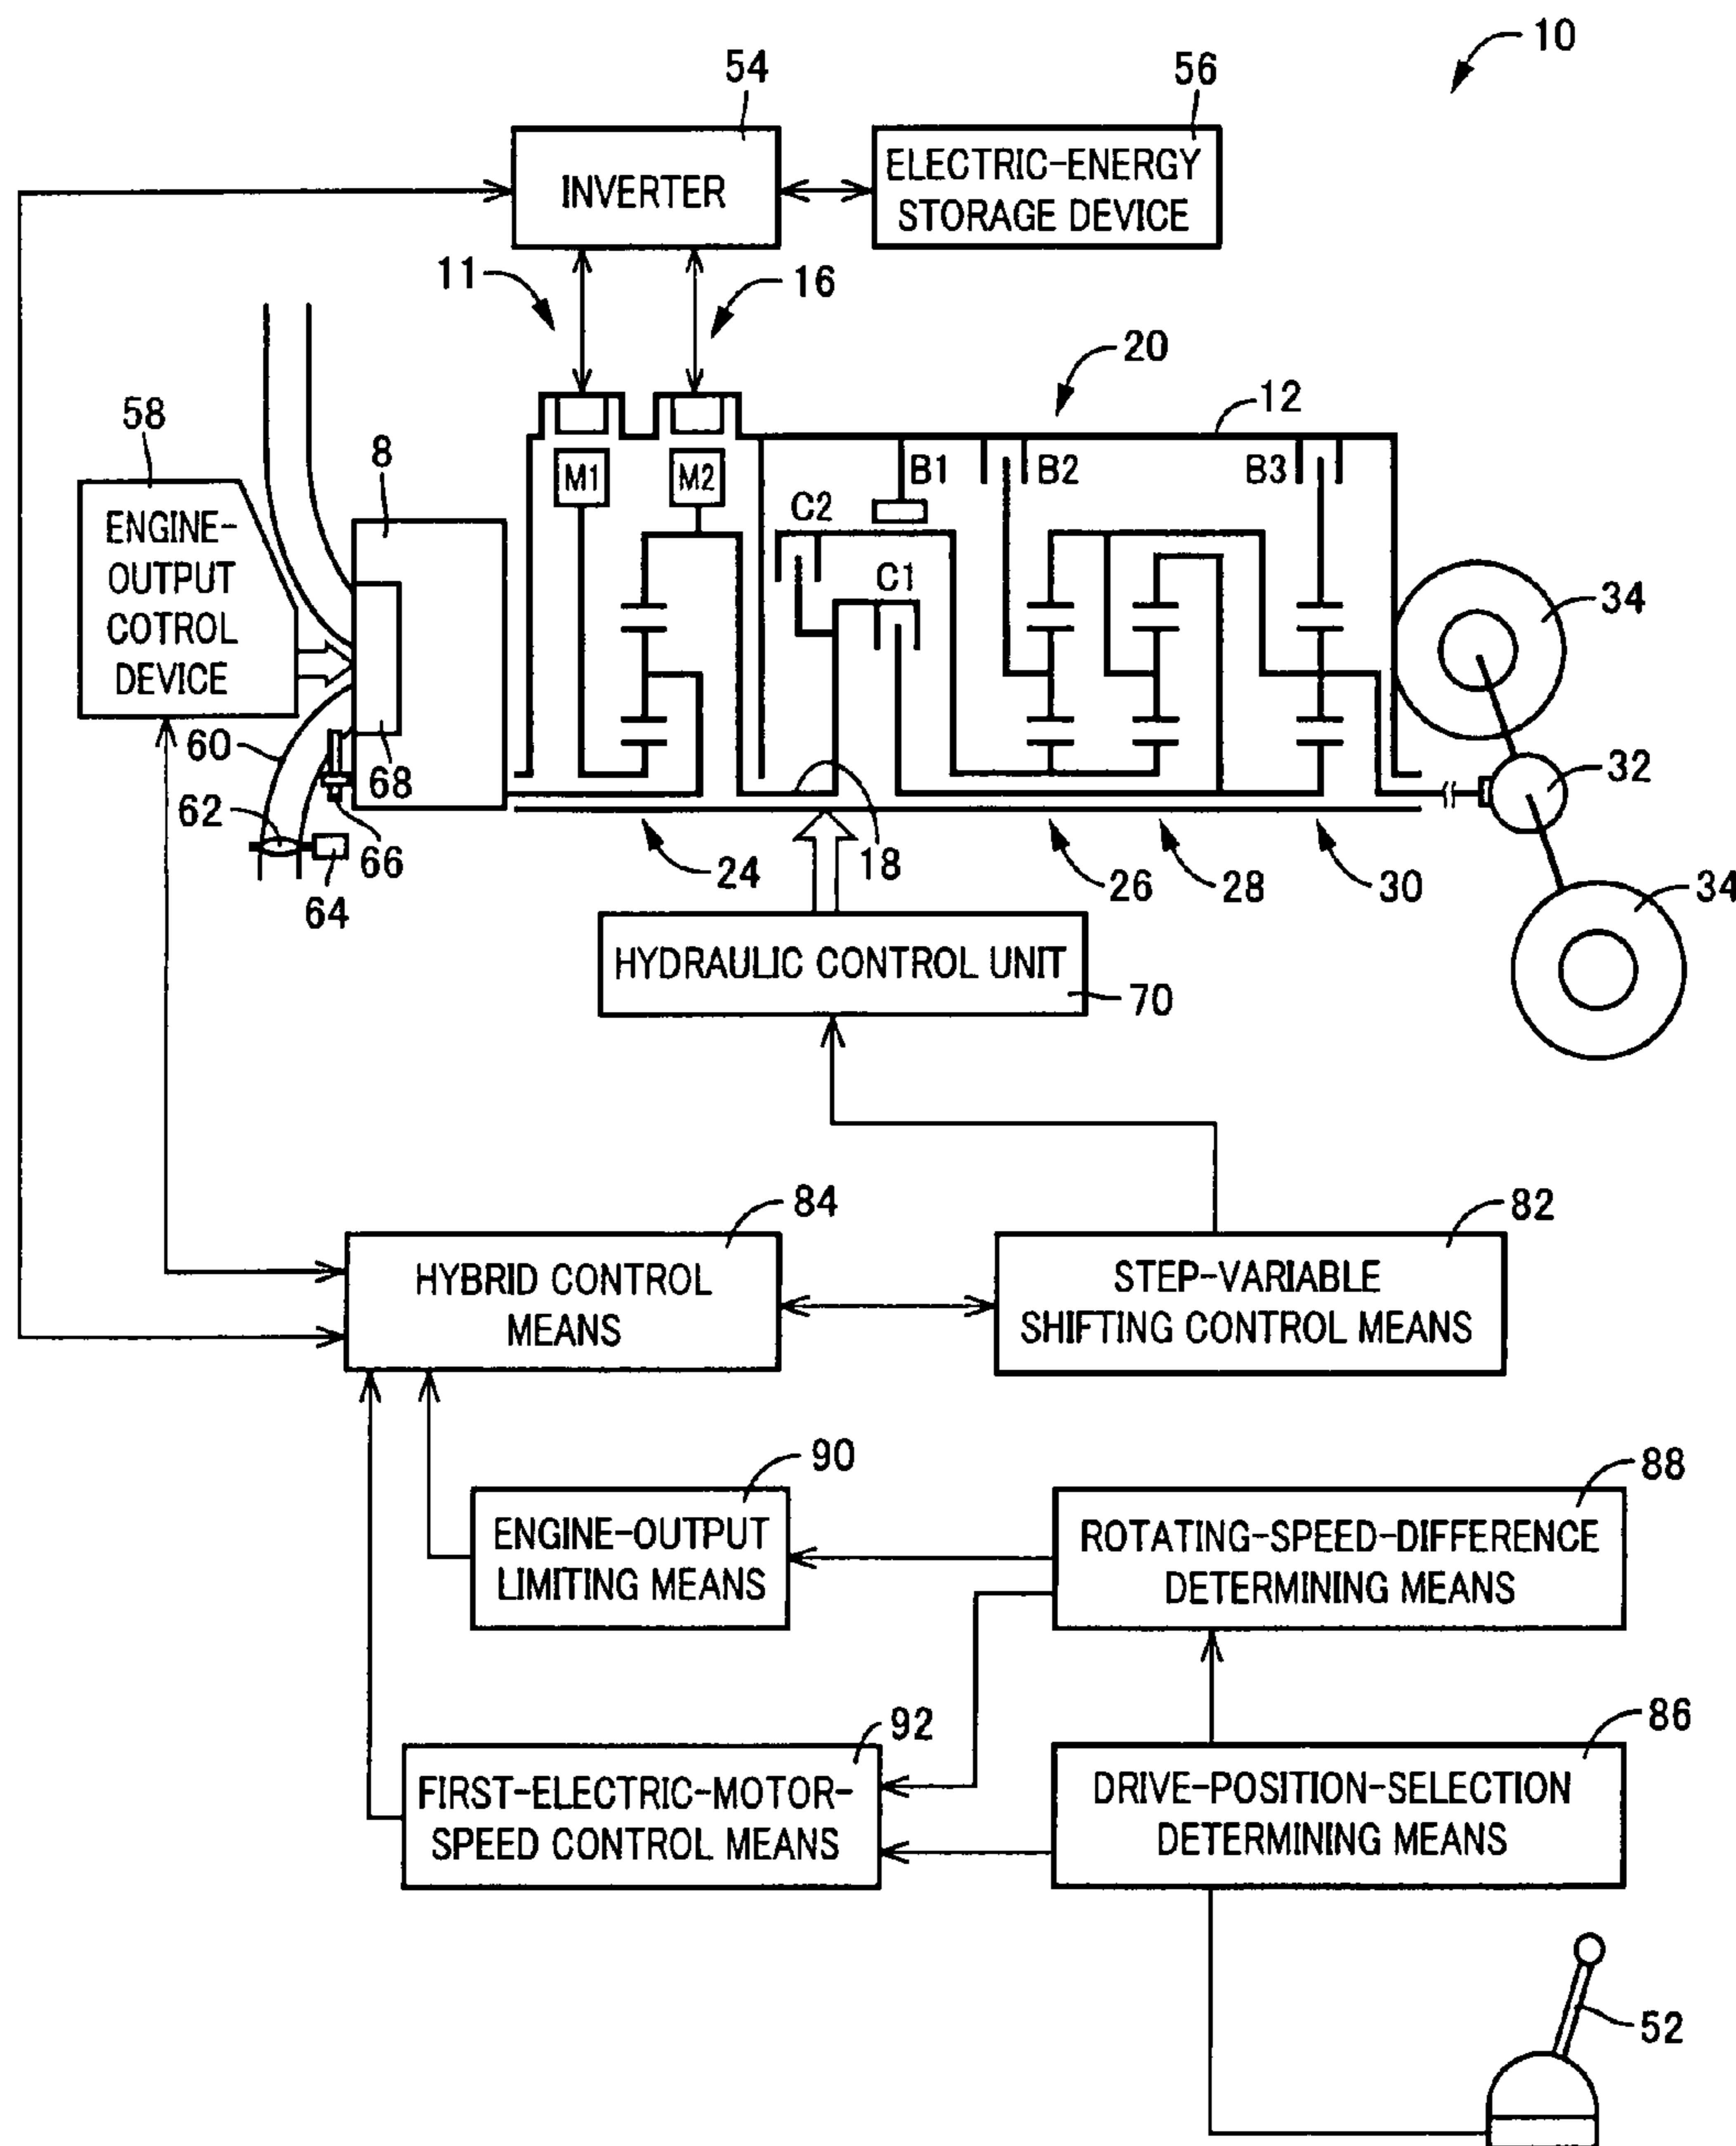 10
54
56
INVERTER
ELECTRIC-ENERGY
STORAGE DEVICE
11
16
20
12
58
8
ENGINE-
OUTPUT
COTROL
DEVICE
M1
M2
B1
B2
B3
C2
C1
34
32
60
68
62
66
64
24
18
26
28
30
34
HYDRAULIC CONTROL UNIT
70
84
82
HYBRID CONTROL
MEANS
STEP-VARIABLE
SHIFTING CONTROL MEANS
90
88
ENGINE-OUTPUT
LIMITING MEANS
ROTATING-SPEED-DIFFERENCE
DETERMINING MEANS
92
86
FIRST-ELECTRIC-MOTOR-
SPEED CONTROL MEANS
DRIVE-POSITION-SELECTION
DETERMINING MEANS
52